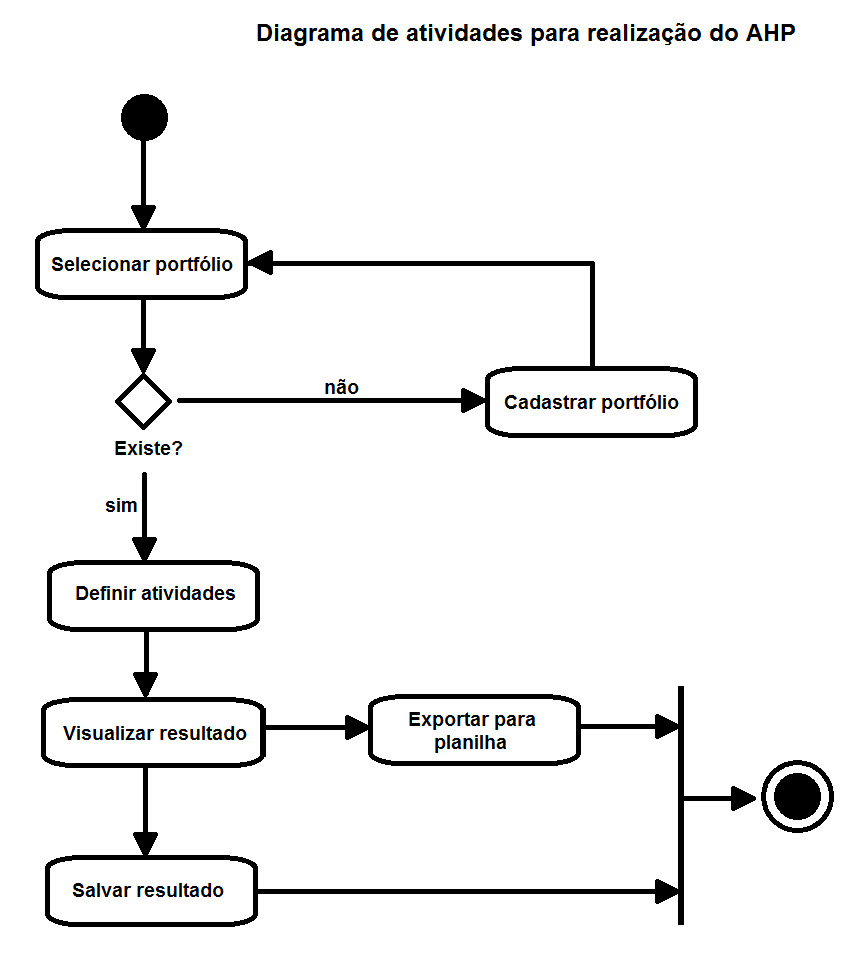 Diagrama de atividades para realização do AHP
Selecionar portfólio
não
Cadastrar portfólio
Existe?
sim
Definir atividades
Visualizar resultado
Exportar para
planilha
Salvar resultado